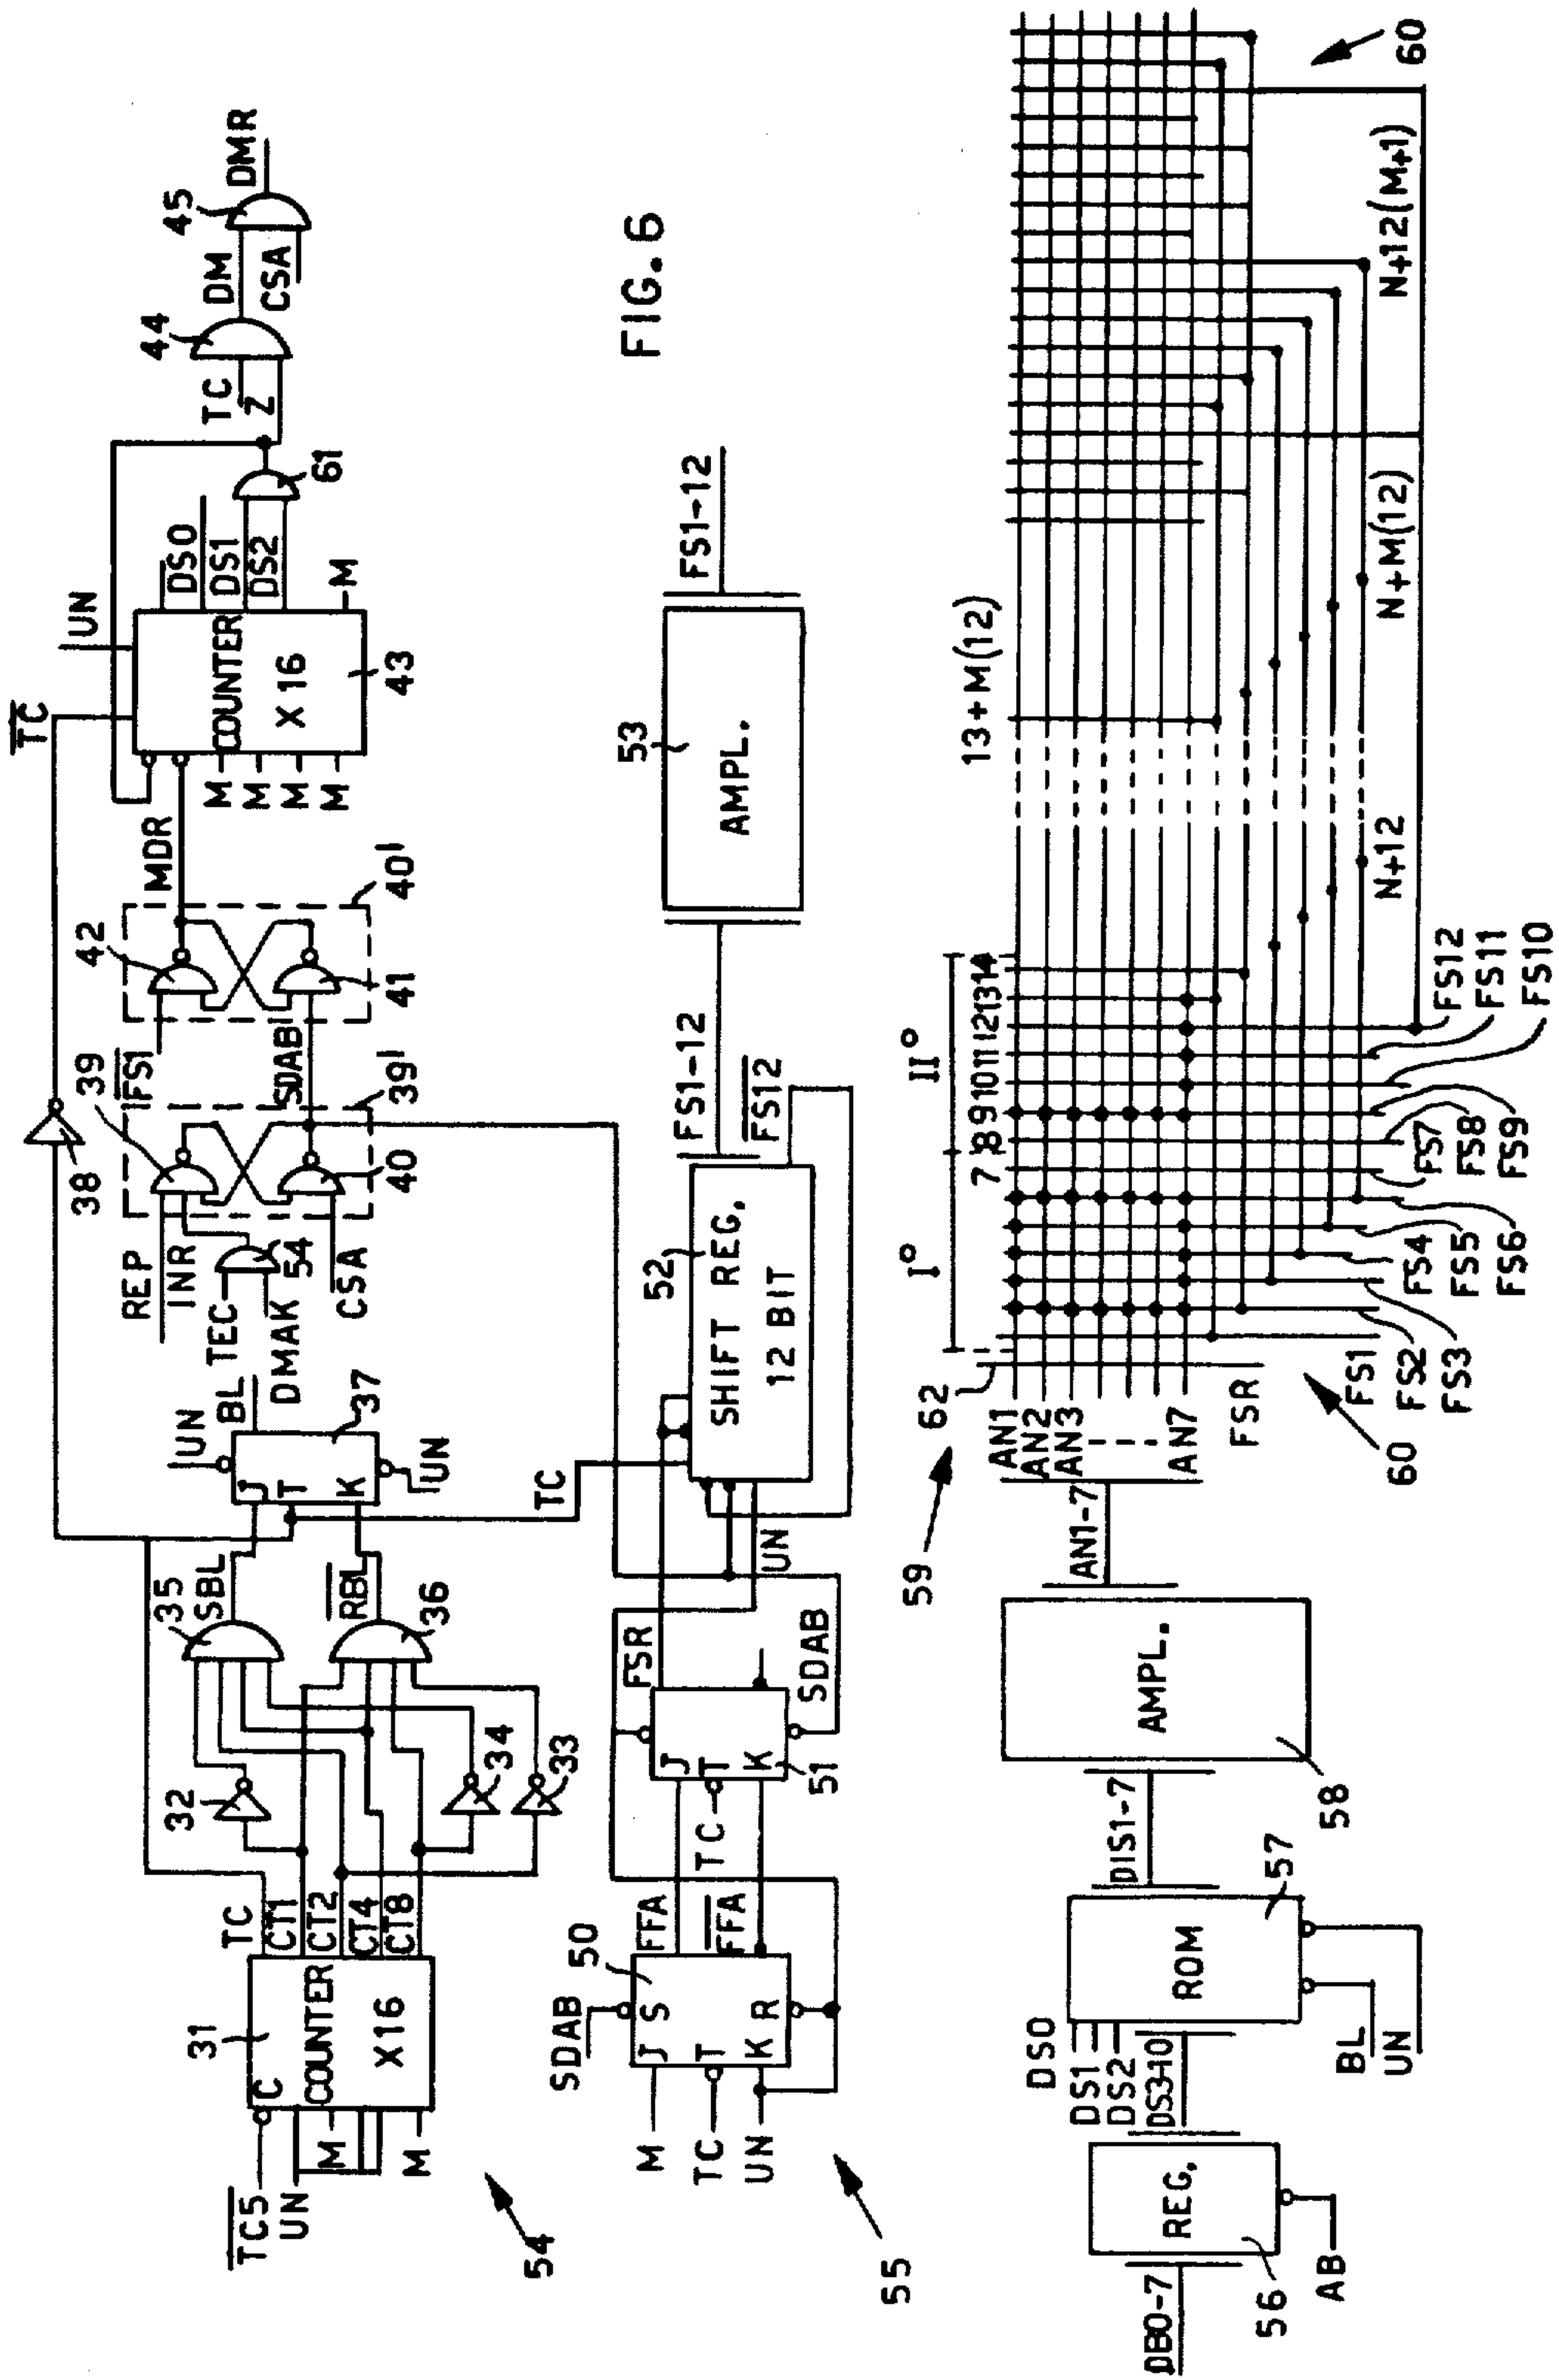 FIG.6
TC5
UN
C
COUNTER
X16
M
M
31
54
TC
CT1
CT2
CT4
CT8
32
33
34
35
36
SBL
RBL
J
T
K
UN
UN
BL
37
TC
38
REP
INR
TEC
DMAK
54
CSA
39
39'
40
IFS1
SDAB
42
41
40'
MDR
TC
UN
COUNTER
X16
M
M
M
M
M
43
DS0
DS1
DS2
61
TC
Z
44
DM
CSA
45
DMR
SDAB
50
J
S
T
K
R
M
TC
UN
55
FFA
FFA
J
T
K
TC
51
FSR
SDAB
UN
52
SHIFT REG,
12 BIT
FS1-12
FS12
53
AMPL.
FS1-12
DB0-7
REG,
56
AB
DS0
DS1
DS2
DS3-10
ROM
57
BL
UN
DIS1-7
AMPL.
58
AN1-7
59
62
AN1
AN2
AN3
AN7
FSR
60
I°
II°
7
8
9
10
11
12
13
14
FS1
FS2
FS3
FS4
FS5
FS6
FS7
FS8
FS9
FS12
FS11
FS10
13+M(12)
N+12
N+M(12)
N+12(M+1)
60